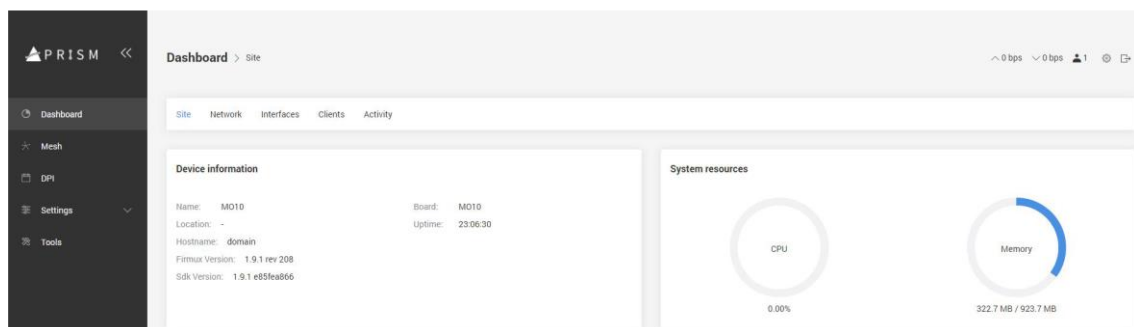 PRISM
Dashboard > Site
0 bps 0 bps 1
Dashboard
Mesh
DPI
Settings
Tools
Site Network Interfaces Clients Activity
Device information
Name: MO10 Board: MO10
Location: - Uptime: 23:06:30
Hostname: domain
Firmux Version: 1.9.1 rev 208
Sdk Version: 1.9.1 e85fea866
System resources
CPU Memory
0.00% 322.7 MB / 923.7 MB